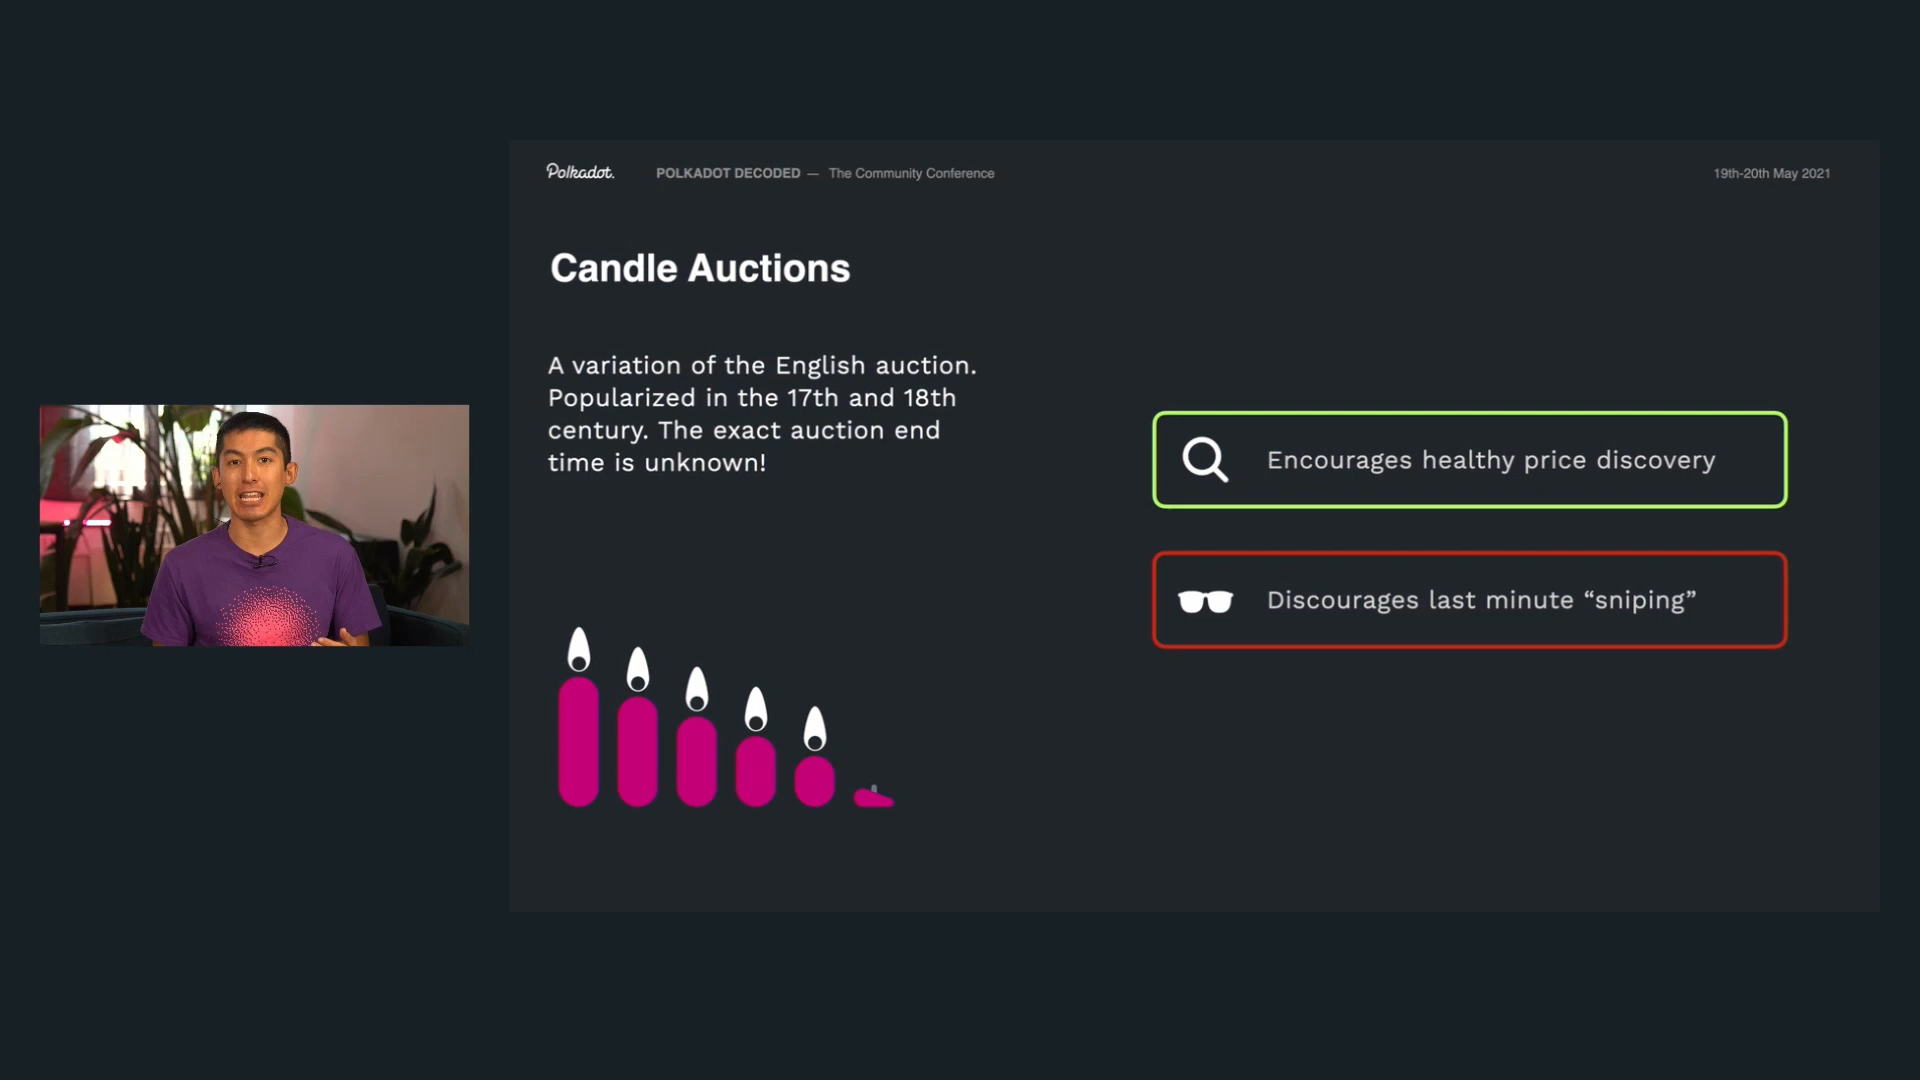 Polkadot.
POLKADOT DECODED — The Community Conference
19th-20th May 2021
Candle Auctions
A variation of the English auction.
Popularized in the 17th and 18th
century. The exact auction end
time is unknown!
Encourages healthy price discovery
Discourages last minute “sniping”